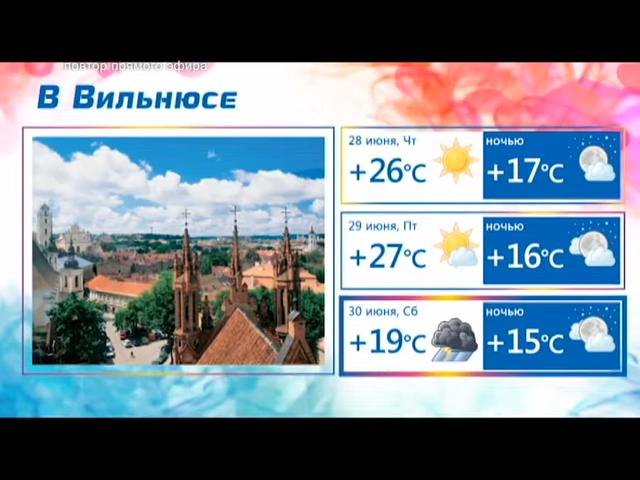 повтор прямого эфира
В Вильнюсе
28 июня, Чт
+26°C
ночью
+17°C
29 июня, Пт
+27°C
ночью
+16°C
30 июня, Сб
+19°C
ночью
+15°C